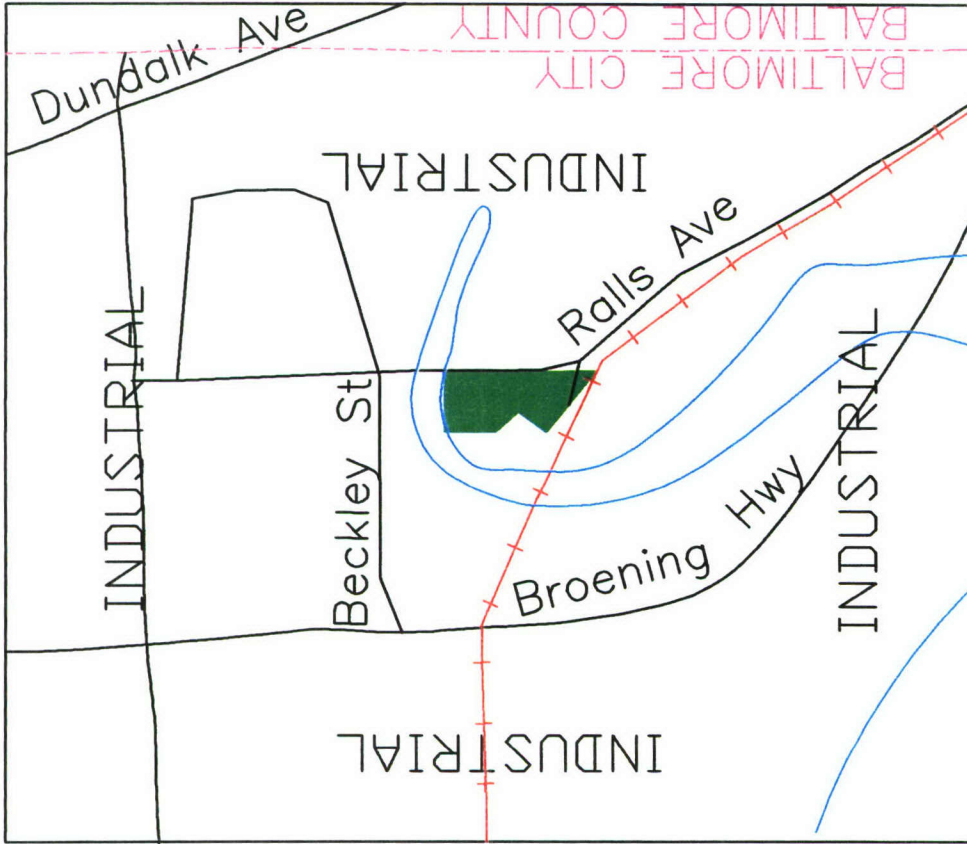 Dundalk Ave
BALTIMORE COUNTY
BALTIMORE CITY
INDUSTRIAL
Ralls Ave
INDUSTRIAL
Beckley St
Broening Hwy
INDUSTRIAL
INDUSTRIAL